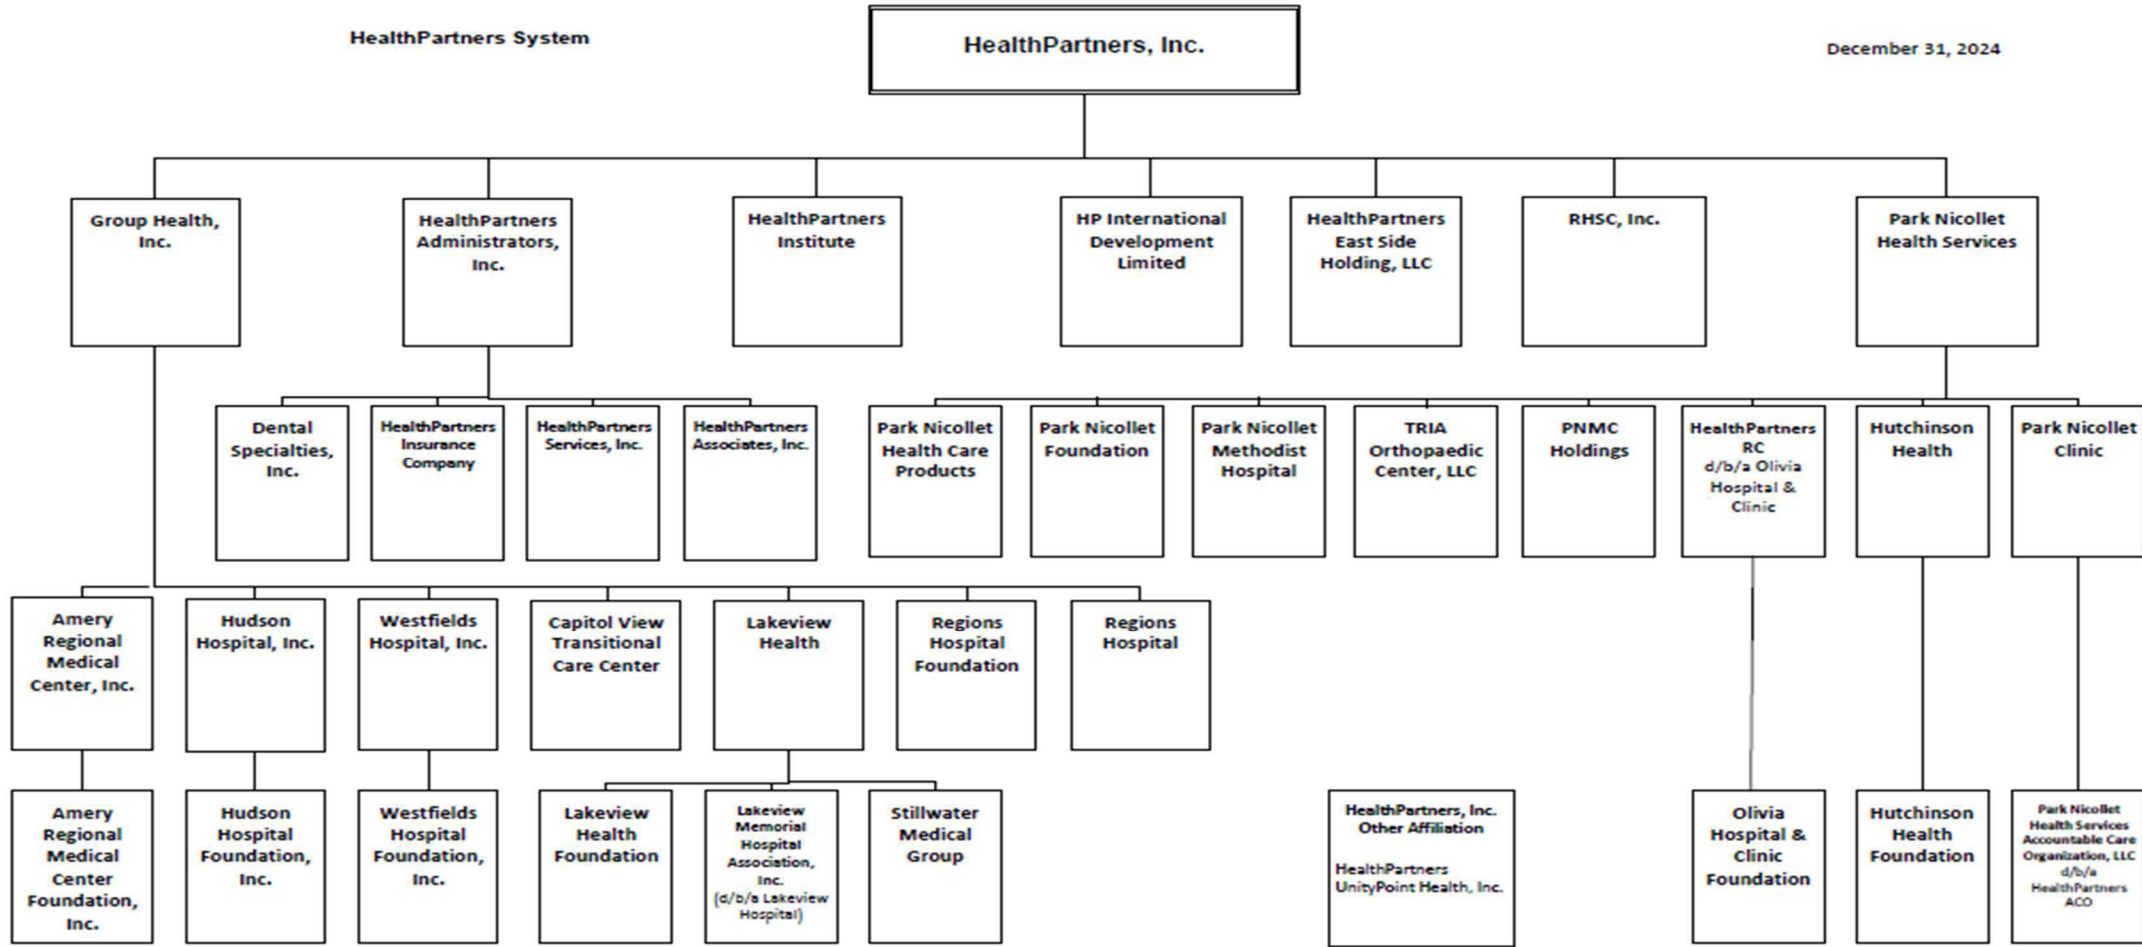 HealthPartners System
HealthPartners, Inc.
December 31, 2024
Group Health,
Inc.
HealthPartners
Administrators,
Inc.
HealthPartners
Institute
HP International
Development
Limited
HealthPartners
East Side
Holding, LLC
RHSC, Inc.
Park Nicollet
Health Services
Dental
Specialties,
Inc.
HealthPartners
Insurance
Company
HealthPartners
Services, Inc.
HealthPartners
Associates, Inc.
Park Nicollet
Health Care
Products
Park Nicollet
Foundation
Park Nicollet
Methodist
Hospital
TRIA
Orthopaedic
Center, LLC
PNMC
Holdings
HealthPartners
RC
d/b/a Olivia
Hospital &
Clinic
Hutchinson
Health
Park Nicollet
Clinic
Amery
Regional
Medical
Center, Inc.
Hudson
Hospital, Inc.
Westfields
Hospital, Inc.
Capitol View
Transitional
Care Center
Lakeview
Health
Regions
Hospital
Foundation
Regions
Hospital
Amery
Regional
Medical
Center
Foundation,
Inc.
Hudson
Hospital
Foundation,
Inc.
Westfields
Hospital
Foundation,
Inc.
Lakeview
Health
Foundation
Lakeview
Memorial
Hospital
Association,
Inc.
(d/b/a Lakeview
Hospital)
Stillwater
Medical
Group
HealthPartners, Inc.
Other Affiliation
HealthPartners
UnityPoint Health, Inc.
Olivia
Hospital &
Clinic
Foundation
Hutchinson
Health
Foundation
Park Nicollet
Health Services
Accountable Care
Organization, LLC
d/b/a
HealthPartners
ACO